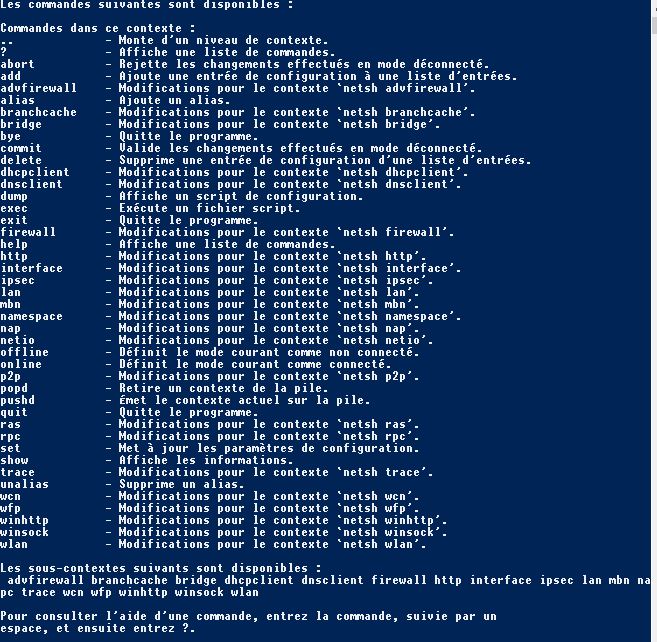 Les commandes suivantes sont disponibles :
Commandes dans ce contexte :
..             - Monte d'un niveau de contexte.
?              - Affiche une liste de commandes.
abort          - Rejette les changements effectués en mode déconnecté.
add            - Ajoute une entrée de configuration à une liste d'entrées.
advfirewall    - Modifications pour le contexte `netsh advfirewall'.
alias          - Ajoute un alias.
branchcache    - Modifications pour le contexte `netsh branchcache'.
bridge         - Modifications pour le contexte `netsh bridge'.
bye            - Quitte le programme.
commit         - Valide les changements effectués en mode déconnecté.
delete         - Supprime une entrée de configuration d'une liste d'entrées.
dhcpclient     - Modifications pour le contexte `netsh dhcpclient'.
dnsclient      - Modifications pour le contexte `netsh dnsclient'.
dump           - Affiche un script de configuration.
exec           - Exécute un fichier script.
exit           - Quitte le programme.
firewall       - Modifications pour le contexte `netsh firewall'.
help           - Affiche une liste de commandes.
http           - Modifications pour le contexte `netsh http'.
interface      - Modifications pour le contexte `netsh interface'.
ipsec          - Modifications pour le contexte `netsh ipsec'.
lan            - Modifications pour le contexte `netsh lan'.
mbn            - Modifications pour le contexte `netsh mbn'.
namespace      - Modifications pour le contexte `netsh namespace'.
nap            - Modifications pour le contexte `netsh nap'.
netio          - Modifications pour le contexte `netsh netio'.
offline        - Définit le mode courant comme non connecté.
online         - Définit le mode courant comme connecté.
p2p            - Modifications pour le contexte `netsh p2p'.
popd           - Retire un contexte de la pile.
pushd          - émet le contexte actuel sur la pile.
quit           - Quitte le programme.
ras            - Modifications pour le contexte `netsh ras'.
rpc            - Modifications pour le contexte `netsh rpc'.
set            - Met à jour les paramètres de configuration.
show           - Affiche les informations.
trace          - Modifications pour le contexte `netsh trace'.
unalias        - Supprime un alias.
wcn            - Modifications pour le contexte `netsh wcn'.
wfp            - Modifications pour le contexte `netsh wfp'.
winhttp        - Modifications pour le contexte `netsh winhttp'.
winsock        - Modifications pour le contexte `netsh winsock'.
wlan           - Modifications pour le contexte `netsh wlan'.
Les sous-contextes suivants sont disponibles :
advfirewall branchcache bridge dhcpclient dnsclient firewall http interface ipsec lan mbn na
pc trace wcn wfp winhttp winsock wlan
Pour consulter l'aide d'une commande, entrez la commande, suivie par un
espace, et ensuite entrez ?.